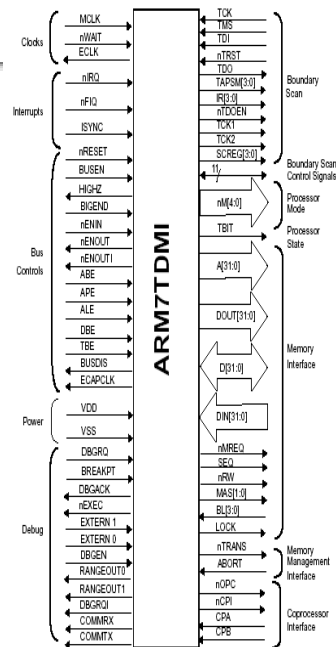 Clocks
MCLK
nWAIT
ECLK
Interrupts
nIRQ
nFIQ
ISYNC
Bus
Controls
nRESET
BUSEN
HIGHZ
BIGEND
nENIN
nENOUT
nENOUTI
ABE
APE
ALE
DBE
TBE
BUSDIS
ECAPCLK
Power
VDD
VSS
Debug
DBGRQ
BREAKPT
DBGACK
nEXEC
EXTERN 1
EXTERN 0
DBGEN
RANGEOUT0
RANGEOUT1
DBGRQI
COMMRX
COMMTX
ARM7TDMI
TCK
TMS
TDI
nTRST
TDO
TAPSM[3:0]
IR[3:0]
nTDOEN
TCK1
TCK2
SCREG[3:0]
Boundary
Scan
11
Boundary Scan
Control Signals
nM[4:0]
Processor
Mode
TBIT
Processor
State
A[31:0]
DOUT[31:0]
D[31:0]
DIN[31:0]
nMREQ
SEQ
nRW
MAS[1:0]
BL[3:0]
LOCK
Memory
Interface
nTRANS
ABORT
Memory
Management
Interface
nOPC
nCPI
CPA
CPB
Coprocessor
Interface